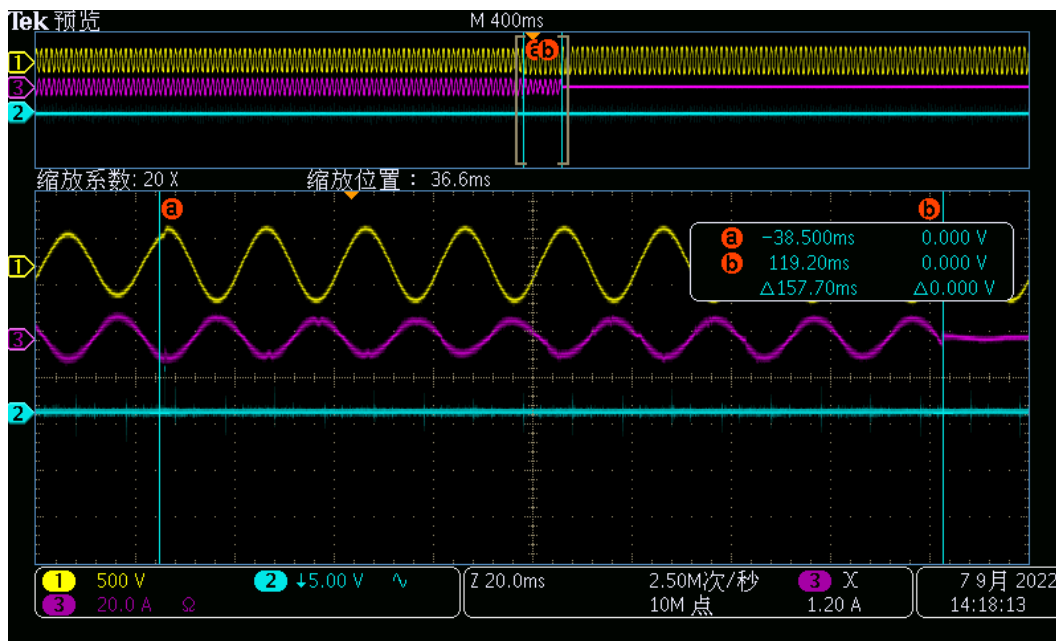 Tek 预览
M 400ms
a b
1
3
2
缩放系数: 20 X
缩放位置： 36.6ms
a
b
a -38.500ms 0.000 V
b 119.20ms 0.000 V
△157.70ms △0.000 V
1
3
2
1 500 V
2 ↓5.00 V ∿
Z 20.0ms
2.50M次/秒
3 X
7 9月 2022
3 20.0 A Ω
10M 点
1.20 A
14:18:13